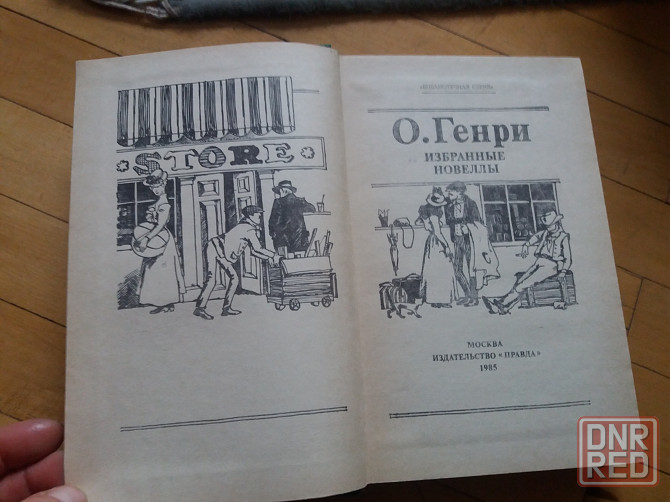 STORE
О. Генри
ИЗБРАННЫЕ
НОВЕЛЛЫ
МОСКВА
ИЗДАТЕЛЬСТВО «ПРАВДА»
1985
DNR
RED